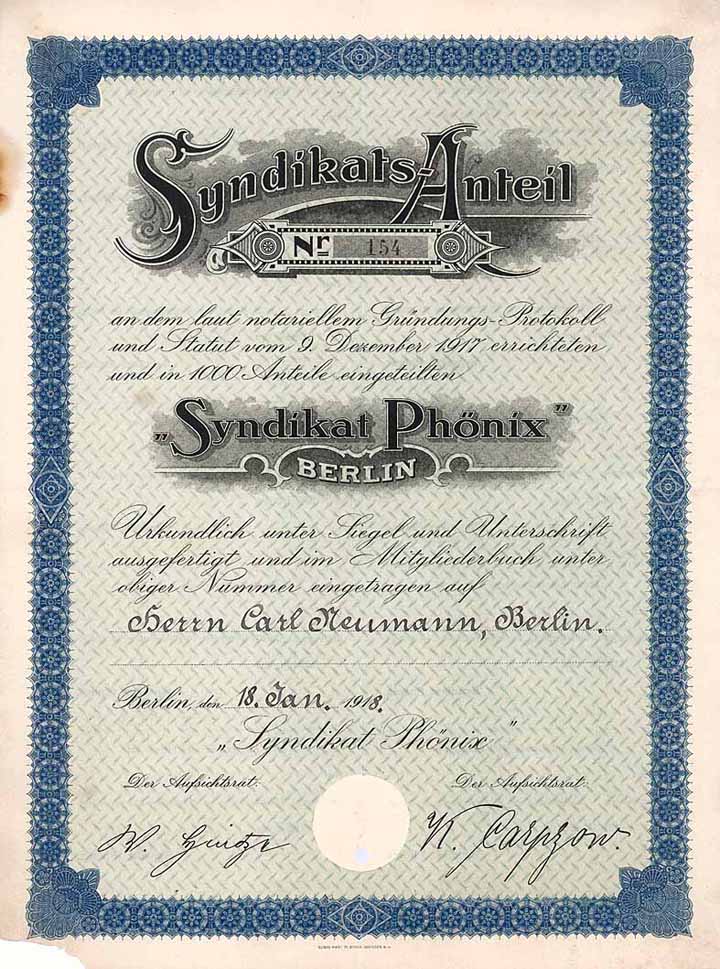 Syndikats-Anteil
Nr 154
an dem laut notariellem Gründungs-Protokoll
und Statut vom 9. Dezember 1917 errichteten
und in 1000 Anteile eingeteilten
„Syndikat Phönix”
BERLIN
Urkundlich unter Siegel und Unterschrift
ausgefertigt und im Mitgliederbuch unter
obiger Nummer eingetragen auf
Herrn Carl Neumann, Berlin.
Berlin, den 18. Jan. 1918.
„Syndikat Phönix”
Der Aufsichtsrat: Der Aufsichtsrat:
W. K. Carpzow.